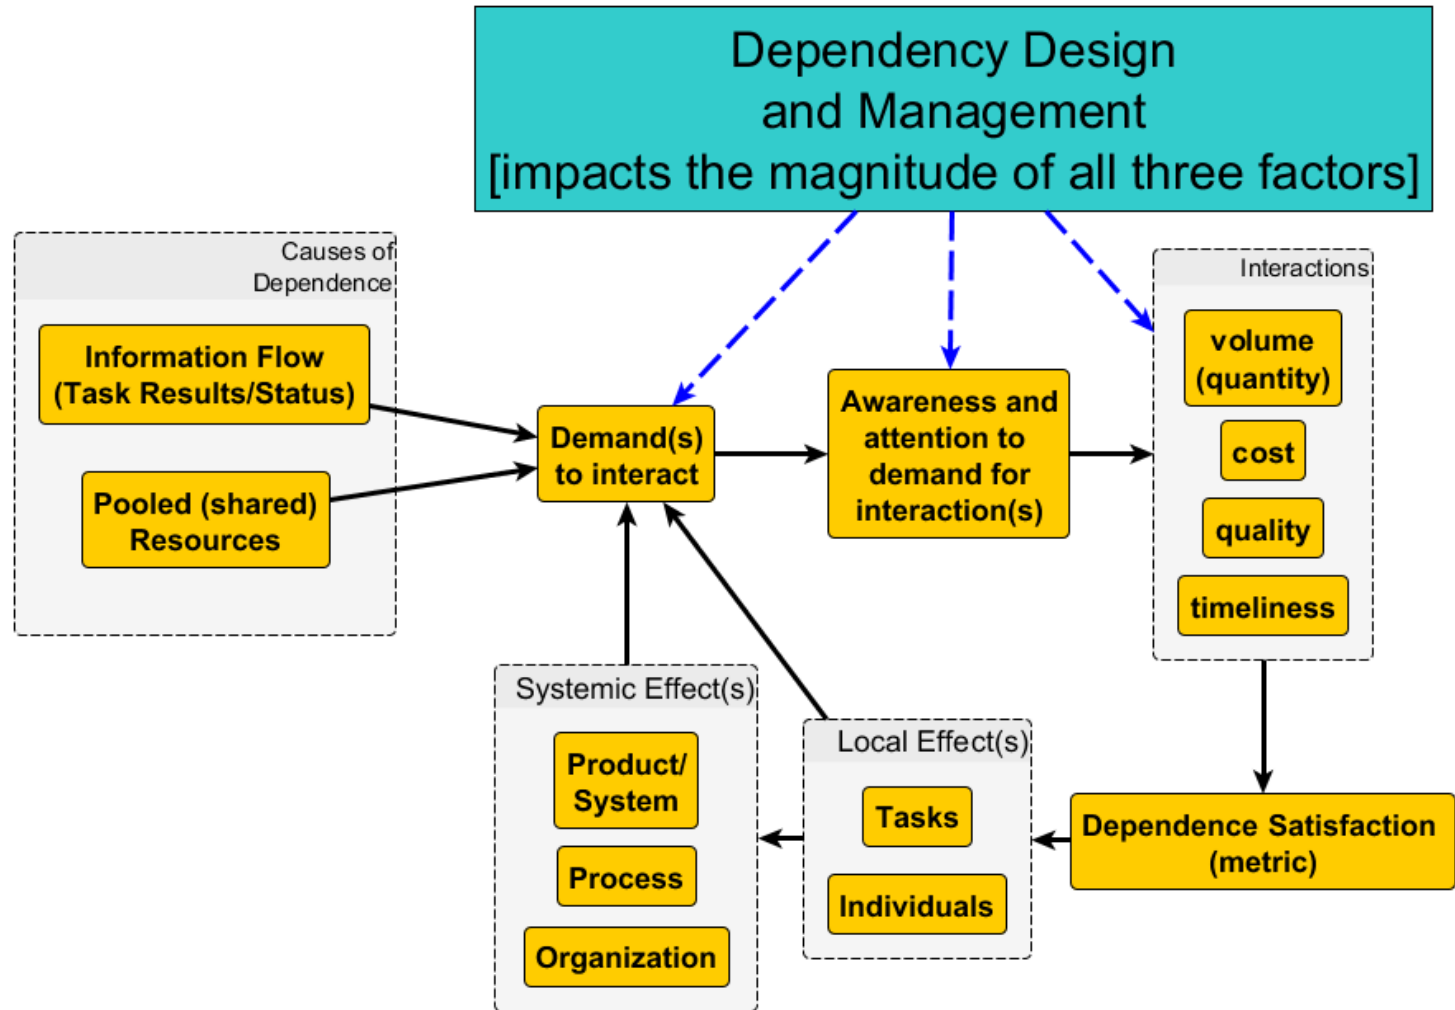 Dependency Design
and Management
[impacts the magnitude of all three factors]
Causes of
Dependence
Information Flow
(Task Results/Status)
Pooled (shared)
Resources
Demand(s)
to interact
Awareness and
attention to
demand for
interaction(s)
Interactions
volume
(quantity)
cost
quality
timeliness
Systemic Effect(s)
Product/
System
Process
Organization
Local Effect(s)
Tasks
Individuals
Dependence Satisfaction
(metric)